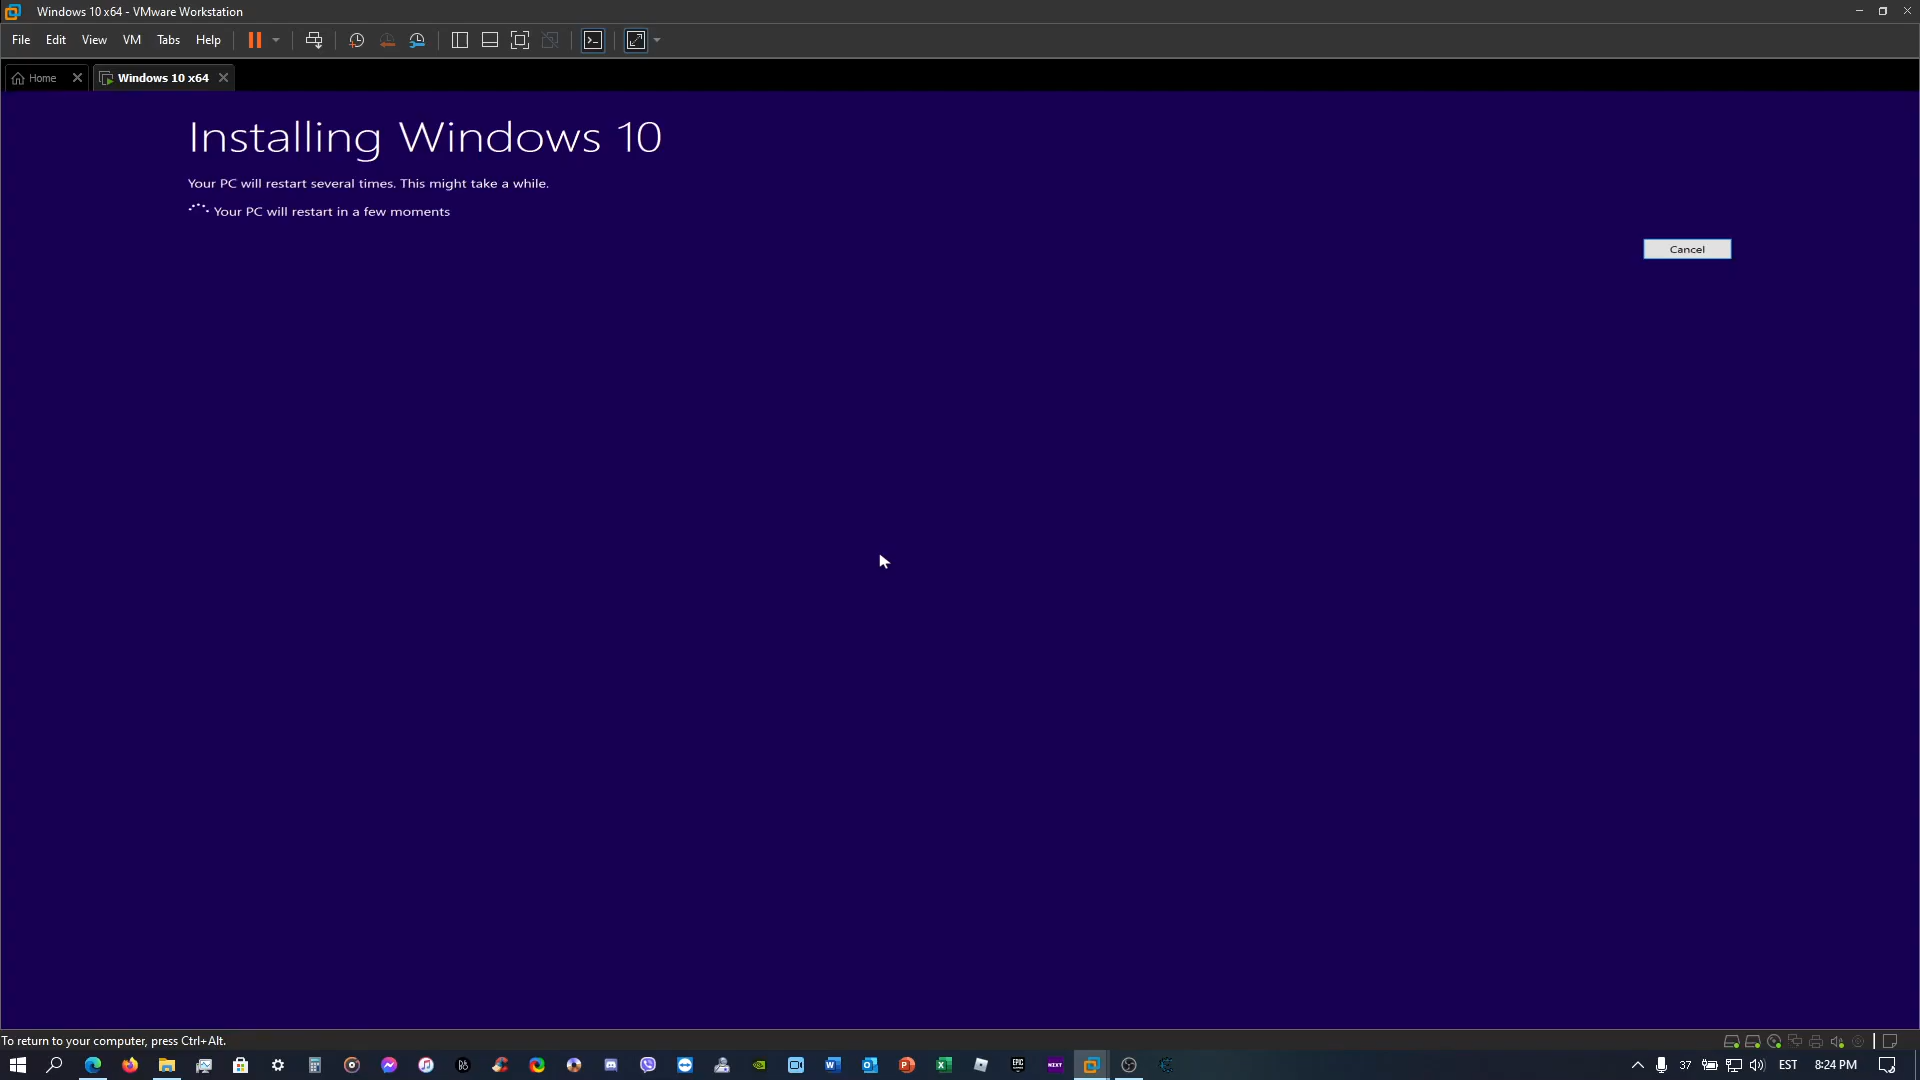 Windows 10 x64 - VMware Workstation
File Edit View VM Tabs Help
Home Windows 10 x64
Installing Windows 10
Your PC will restart several times. This might take a while.
Your PC will restart in a few moments
Cancel
To return to your computer, press Ctrl+Alt.
37 EST 8:24 PM